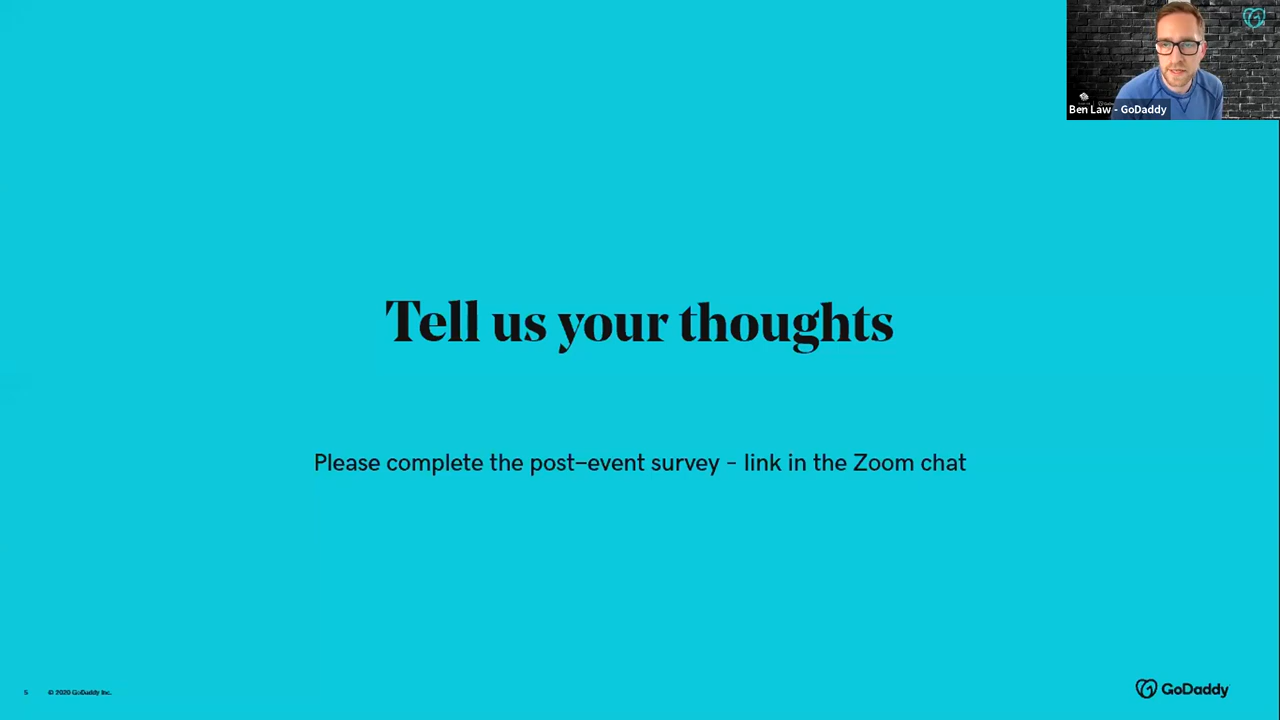 Ben Law - GoDaddy
Tell us your thoughts
Please complete the post-event survey - link in the Zoom chat
5
© 2020 GoDaddy Inc.
GoDaddy